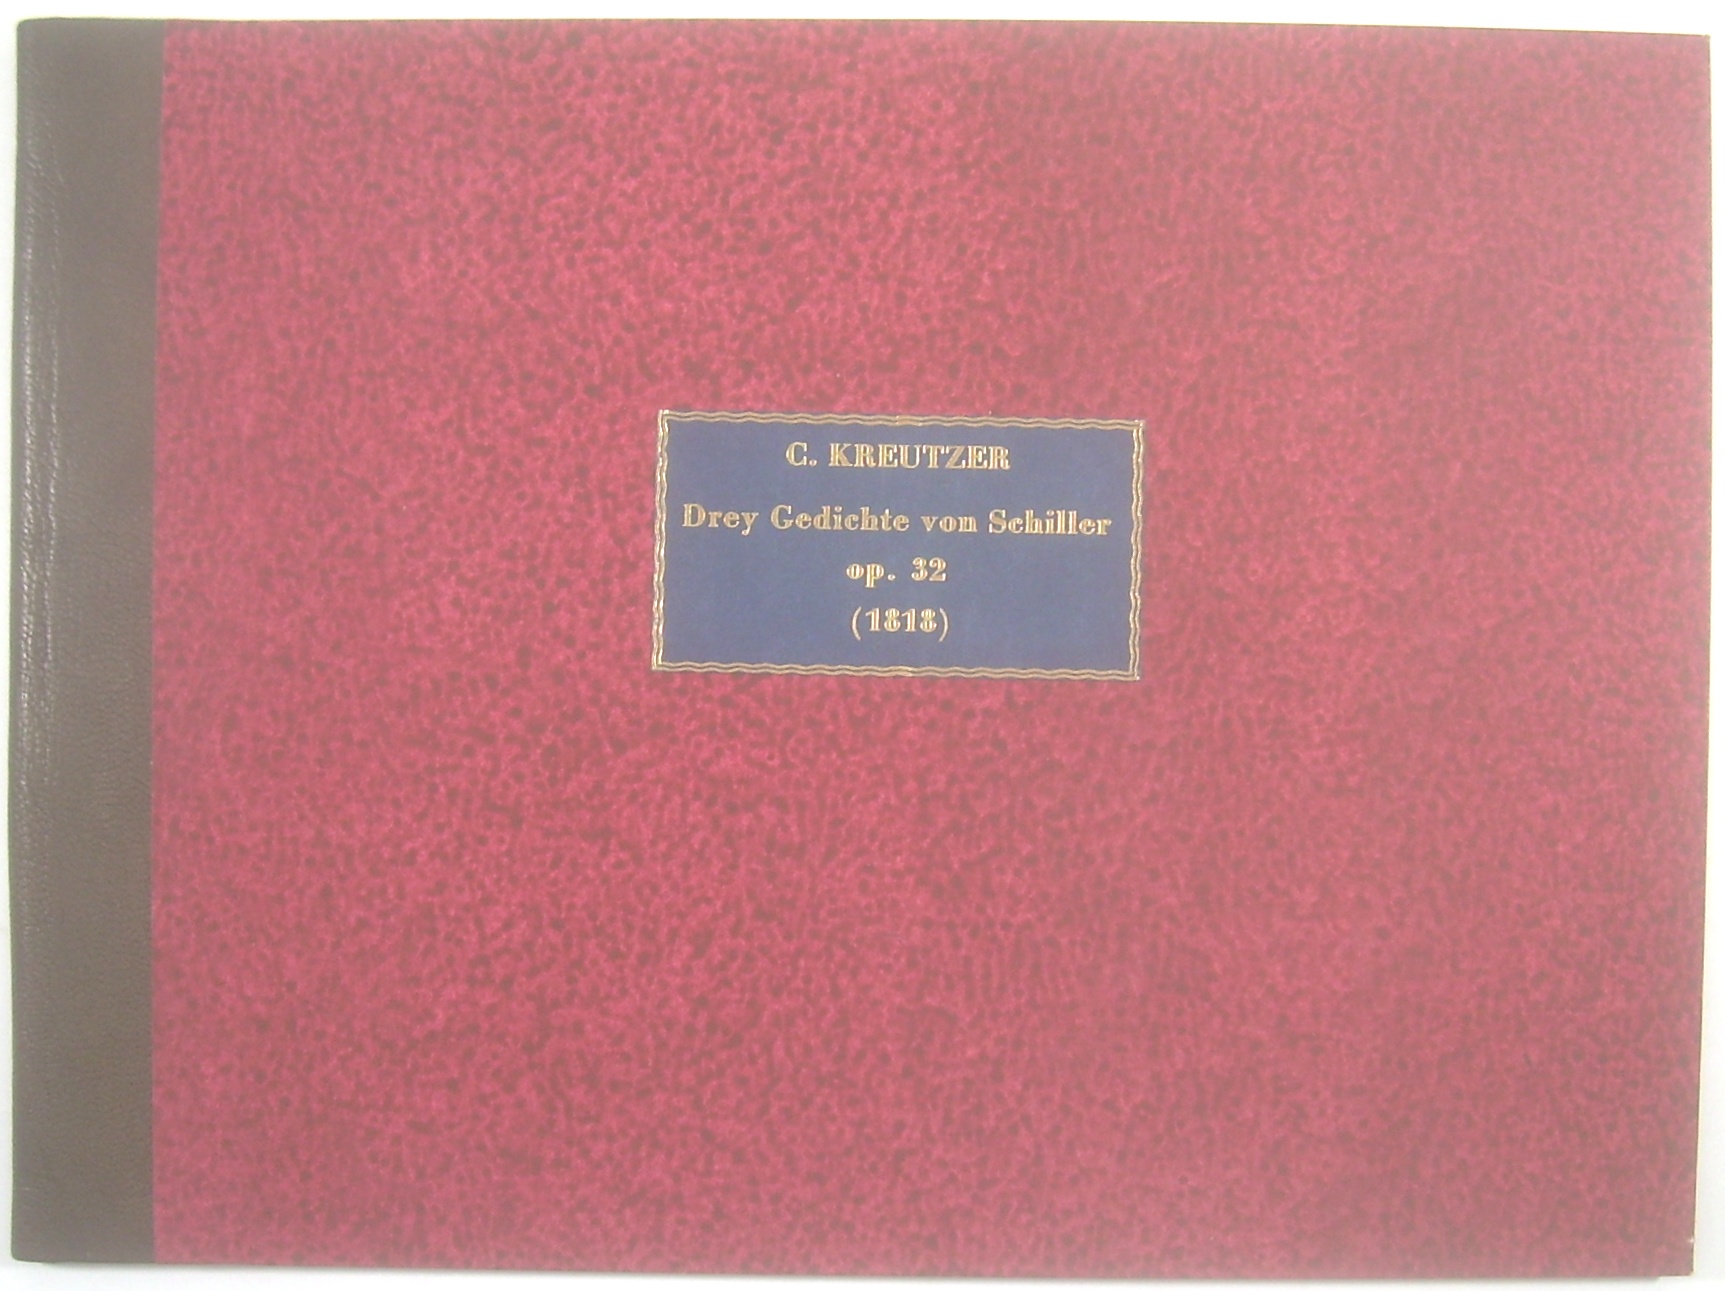 C. KREUTZER
Drey Gedichte von Schiller
op. 32
(1818)